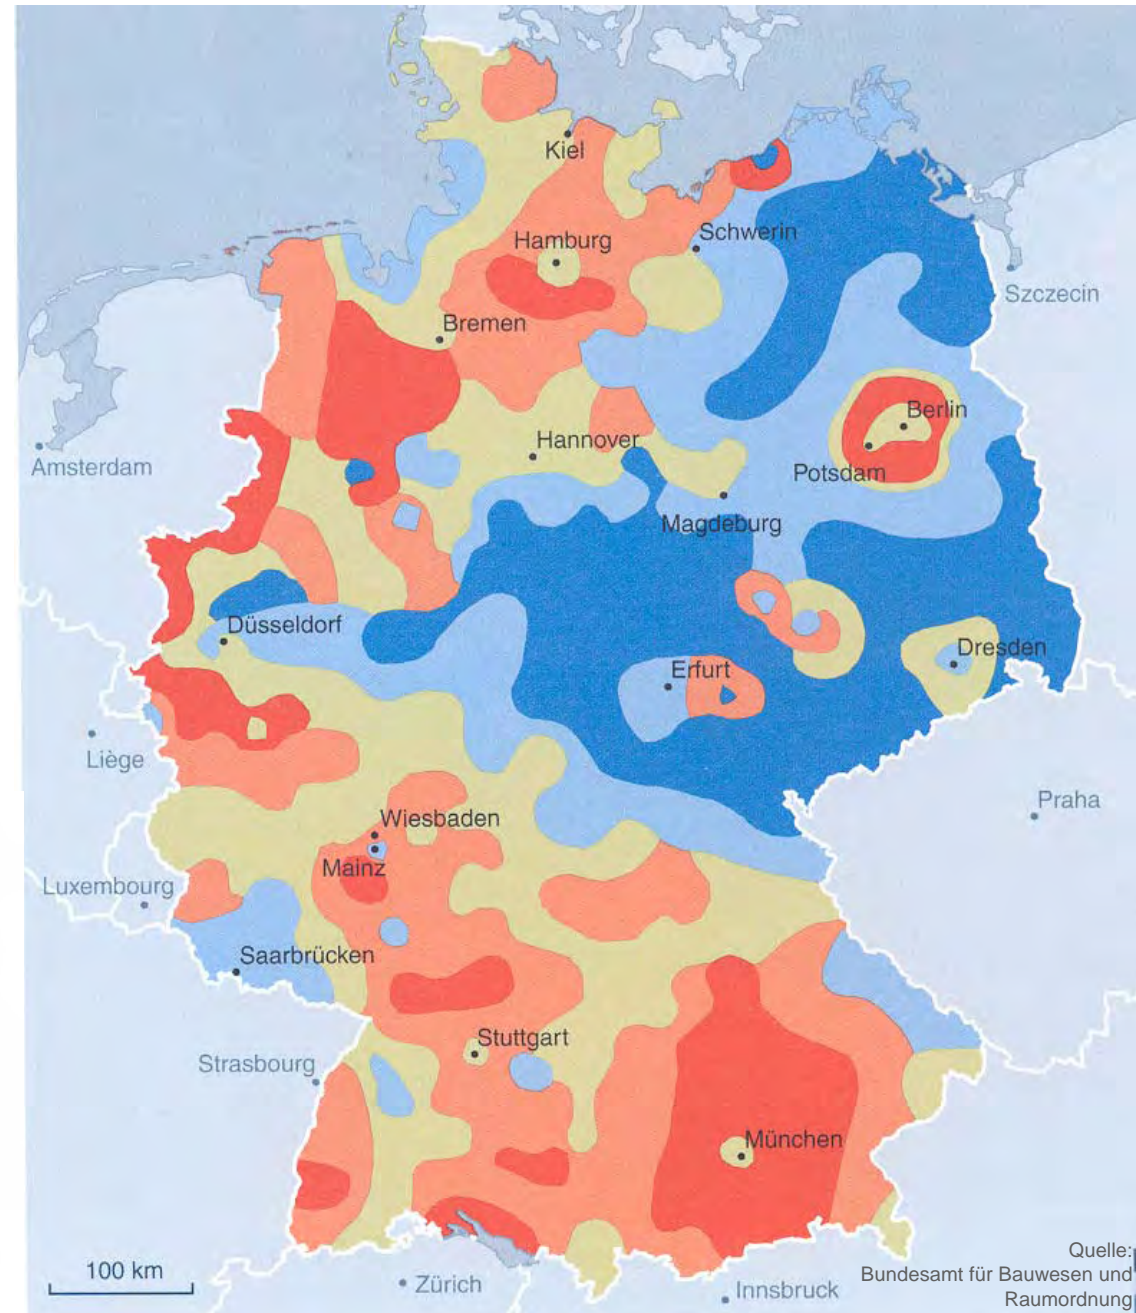 Kiel
Schwerin
Hamburg
Szczecin
Bremen
Berlin
Hannover
Amsterdam
Potsdam
Magdeburg
Düsseldorf
Dresden
Erfurt
Liège
Praha
Wiesbaden
Mainz
Luxembourg
Saarbrücken
Stuttgart
Strasbourg
München
100 km
Zürich
Innsbruck
Quelle:
Bundesamt für Bauwesen und
Raumordnung